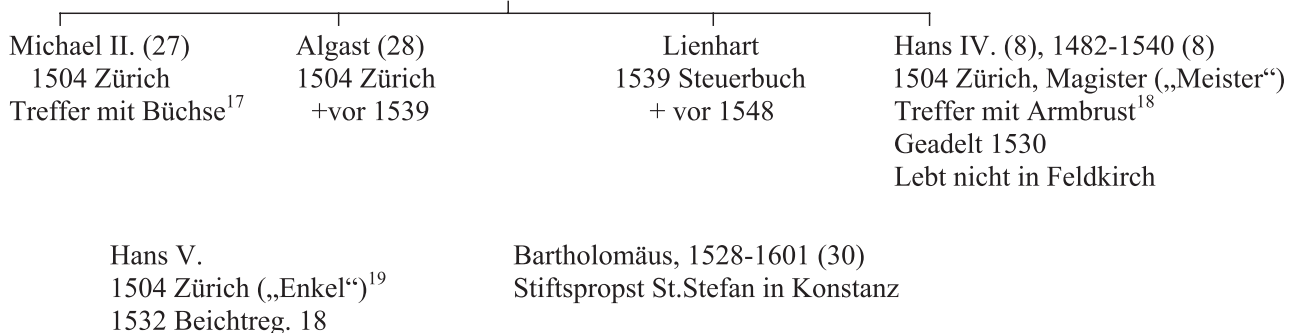 Michael II. (27)
1504 Zürich
Treffer mit Büchse17
Algast (28)
1504 Zürich
+vor 1539
Lienhart
1539 Steuerbuch
+ vor 1548
Hans IV. (8), 1482-1540 (8)
1504 Zürich, Magister („Meister“)
Treffer mit Armbrust18
Geadelt 1530
Lebt nicht in Feldkirch
Hans V.
1504 Zürich („Enkel“)19
1532 Beichtreg. 18
Bartholomäus, 1528-1601 (30)
Stiftspropst St.Stefan in Konstanz